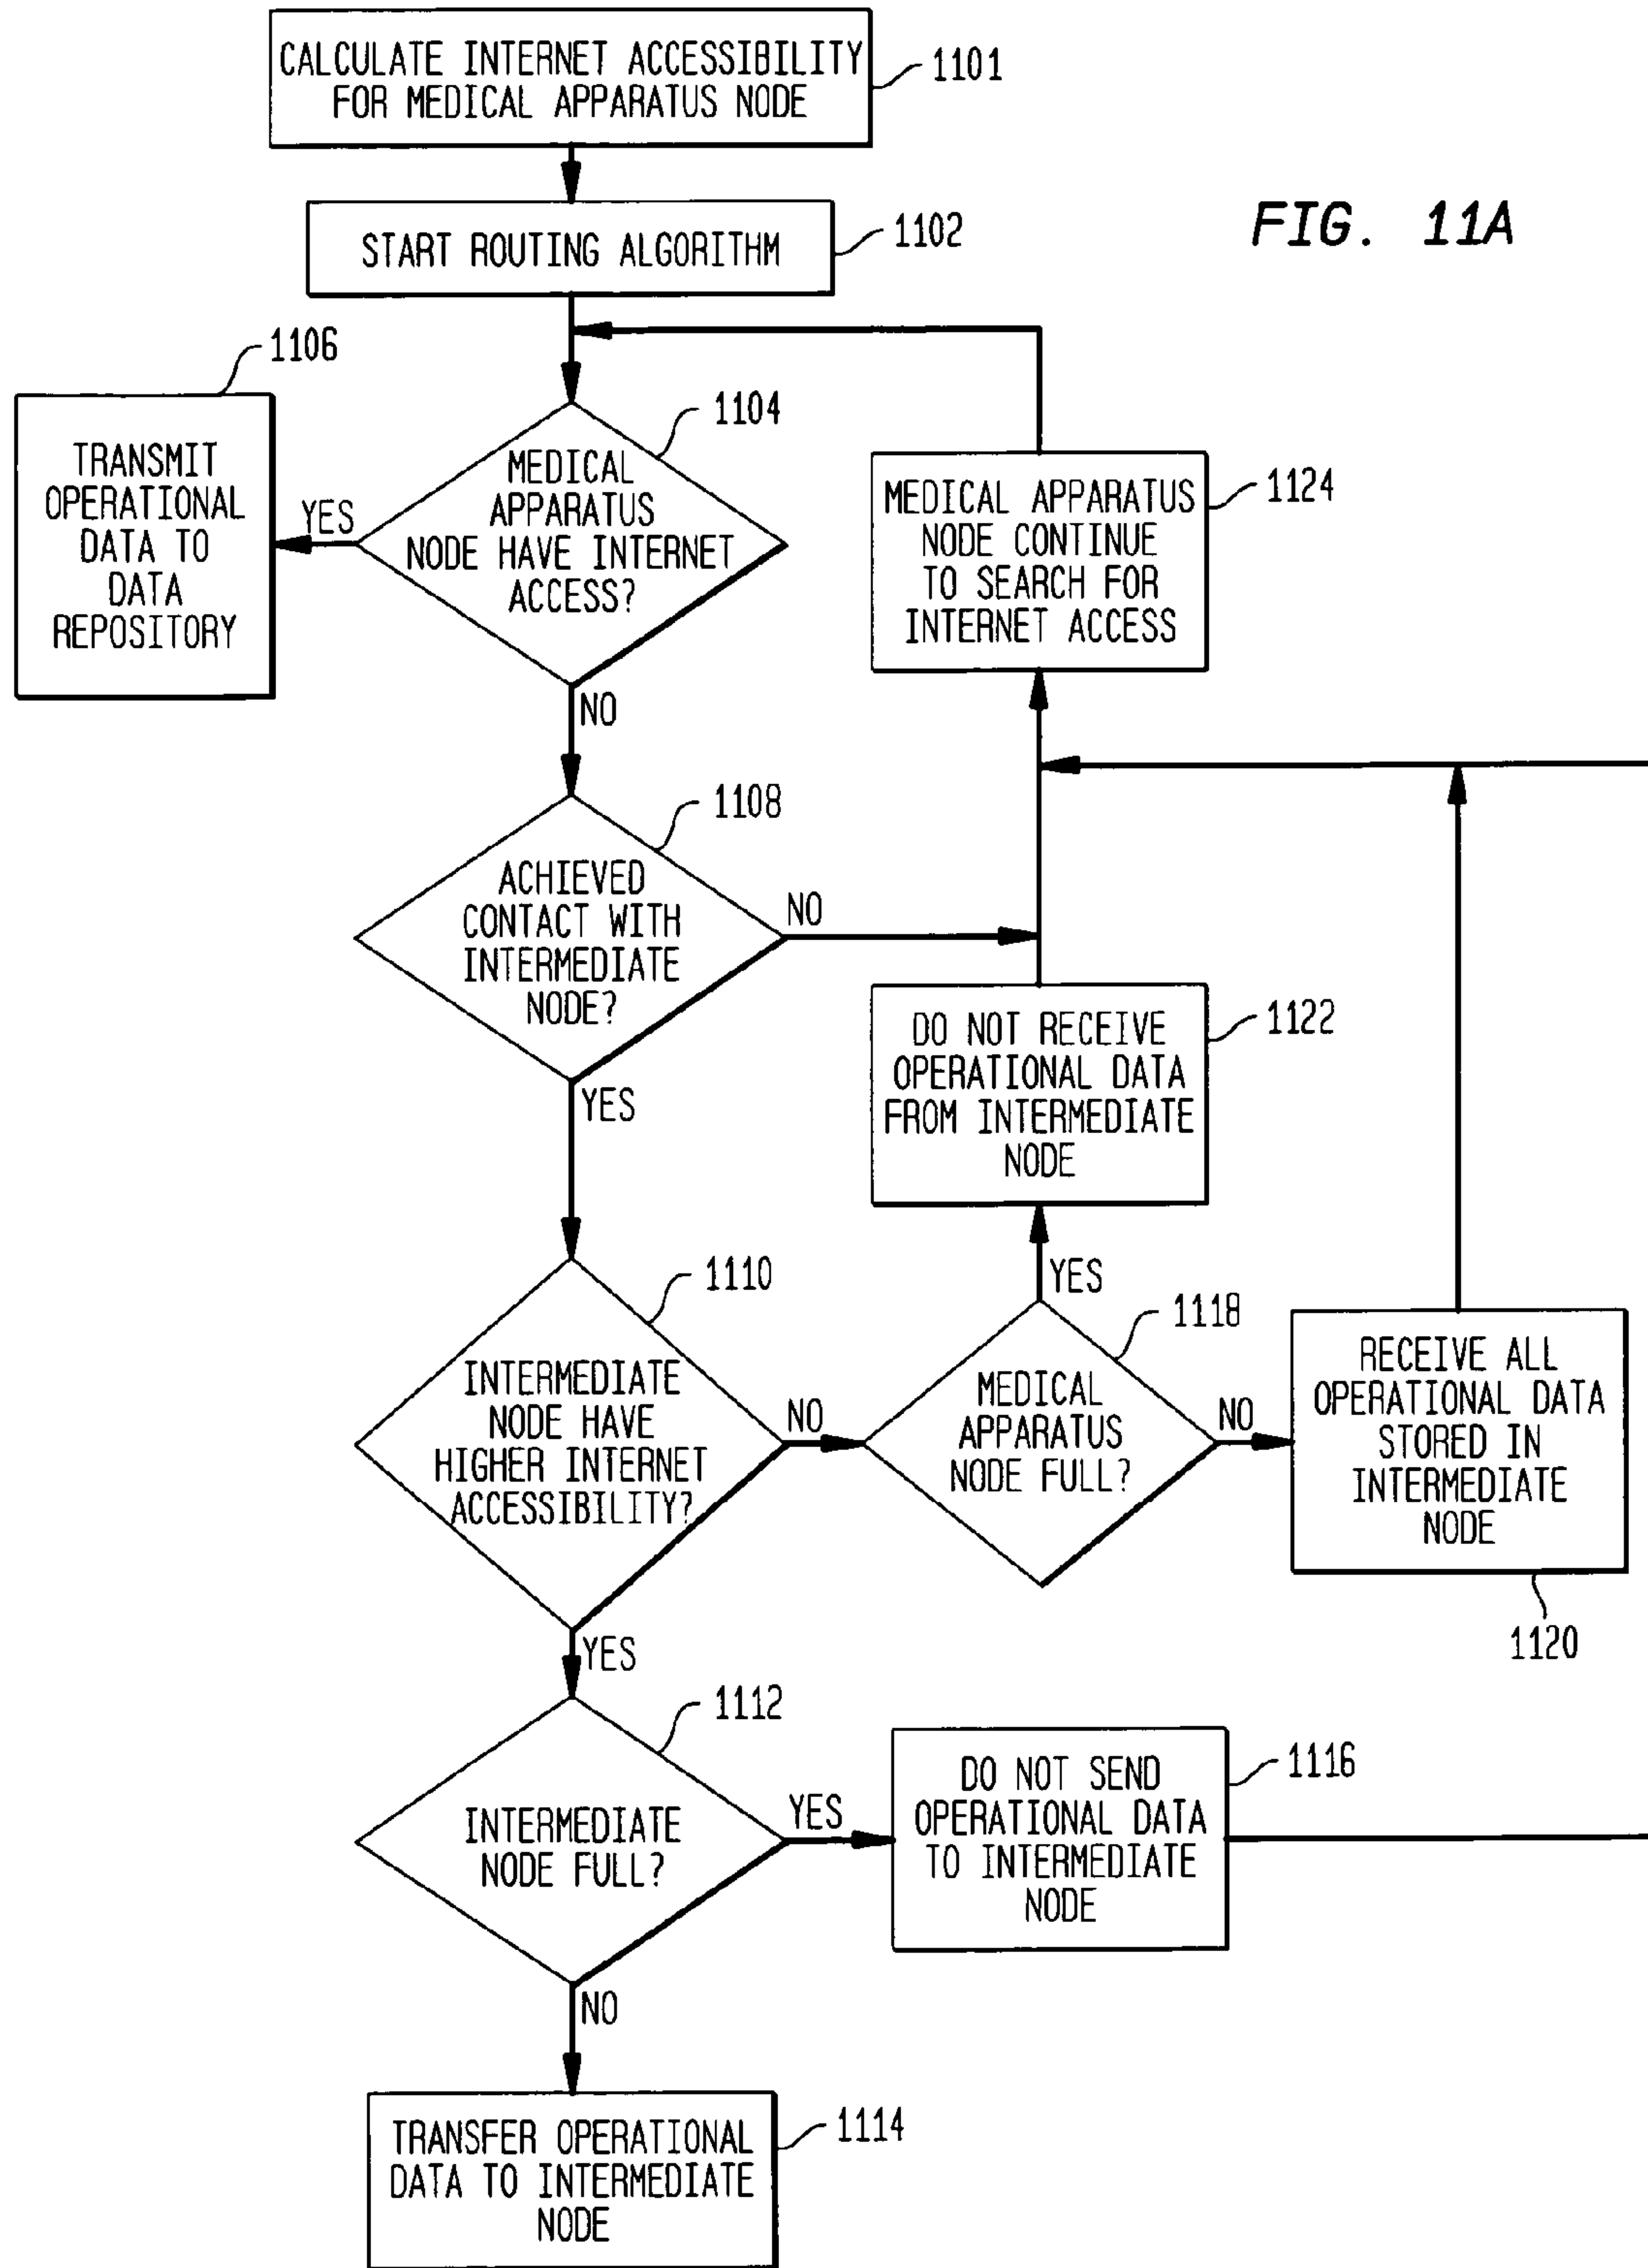 CALCULATE INTERNET ACCESSIBILITY
FOR MEDICAL APPARATUS NODE
1101
START ROUTING ALGORITHM
1102
FIG. 11A
1106
TRANSMIT
OPERATIONAL
DATA TO
DATA
REPOSITORY
YES
1104
MEDICAL
APPARATUS
NODE HAVE INTERNET
ACCESS?
NO
MEDICAL APPARATUS
NODE CONTINUE
TO SEARCH FOR
INTERNET ACCESS
1124
1108
ACHIEVED
CONTACT WITH
INTERMEDIATE
NODE?
NO
YES
DO NOT RECEIVE
OPERATIONAL DATA
FROM INTERMEDIATE
NODE
1122
1110
INTERMEDIATE
NODE HAVE
HIGHER INTERNET
ACCESSIBILITY?
NO
YES
YES
1118
MEDICAL
APPARATUS
NODE FULL?
NO
RECEIVE ALL
OPERATIONAL DATA
STORED IN
INTERMEDIATE
NODE
1120
1112
INTERMEDIATE
NODE FULL?
YES
NO
DO NOT SEND
OPERATIONAL DATA
TO INTERMEDIATE
NODE
1116
TRANSFER OPERATIONAL
DATA TO INTERMEDIATE
NODE
1114